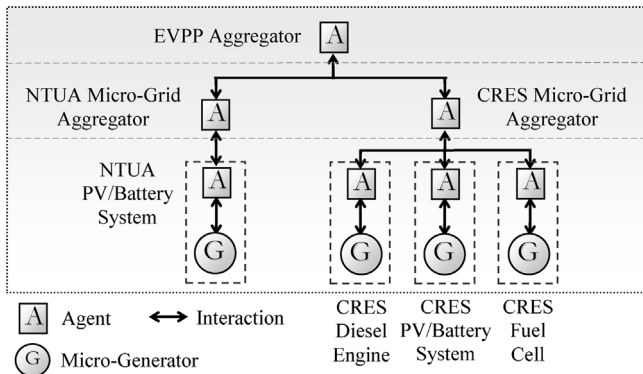 EVPP Aggregator
A
NTUA Micro-Grid
Aggregator
A
A
CRES Micro-Grid
Aggregator
NTUA
PV/Battery
System
A
A
A
A
G
G
G
G
A
Agent
Interaction
G
Micro-Generator
CRES
Diesel
Engine
CRES
PV/Battery
System
CRES
Fuel
Cell